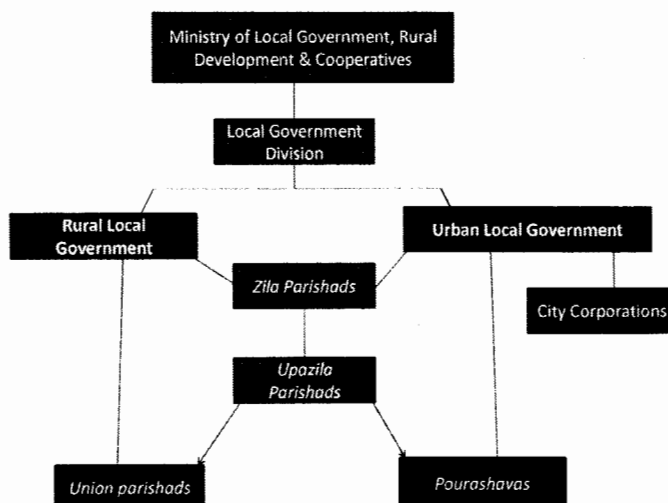 Ministry of Local Government, Rural
Development & Cooperatives
Local Government
Division
Rural Local
Government
Urban Local Government
Zila Parishads
City Corporations
Upazila
Parishads
Union parishads
Pourashavas